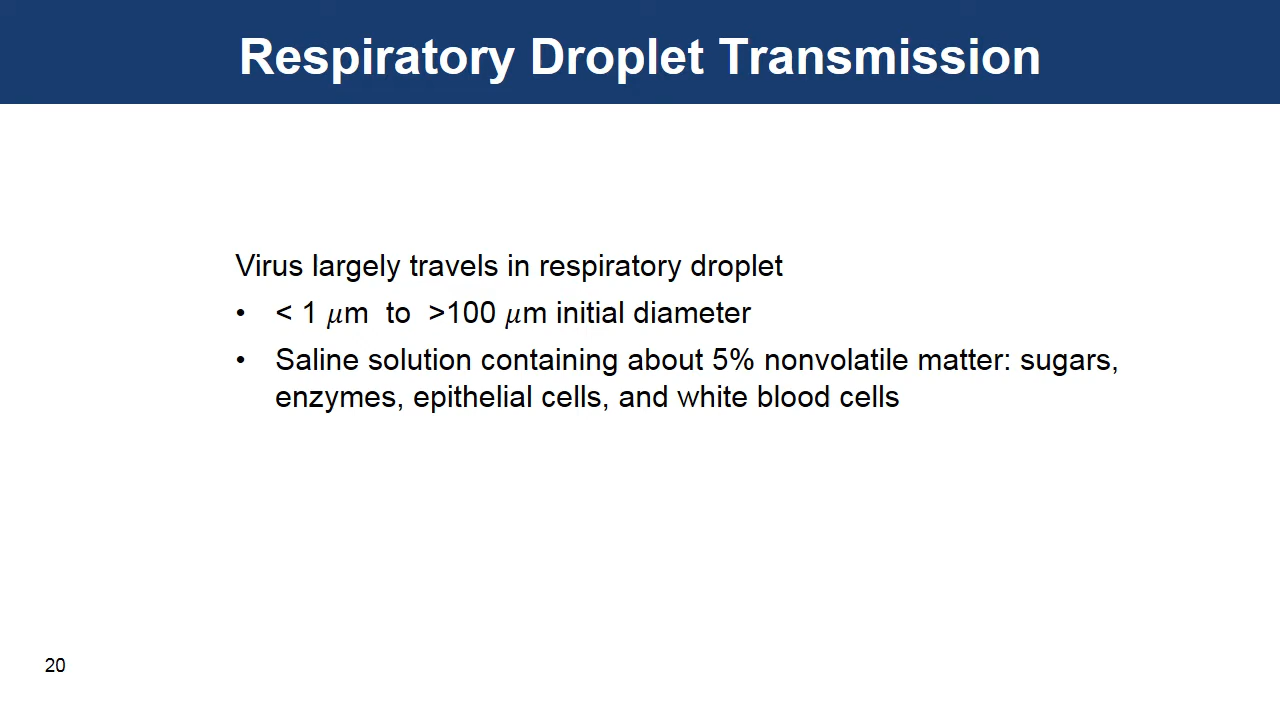 Respiratory Droplet Transmission
Virus largely travels in respiratory droplet
• < 1 𝜇m to >100 𝜇m initial diameter
• Saline solution containing about 5% nonvolatile matter: sugars,
enzymes, epithelial cells, and white blood cells
20